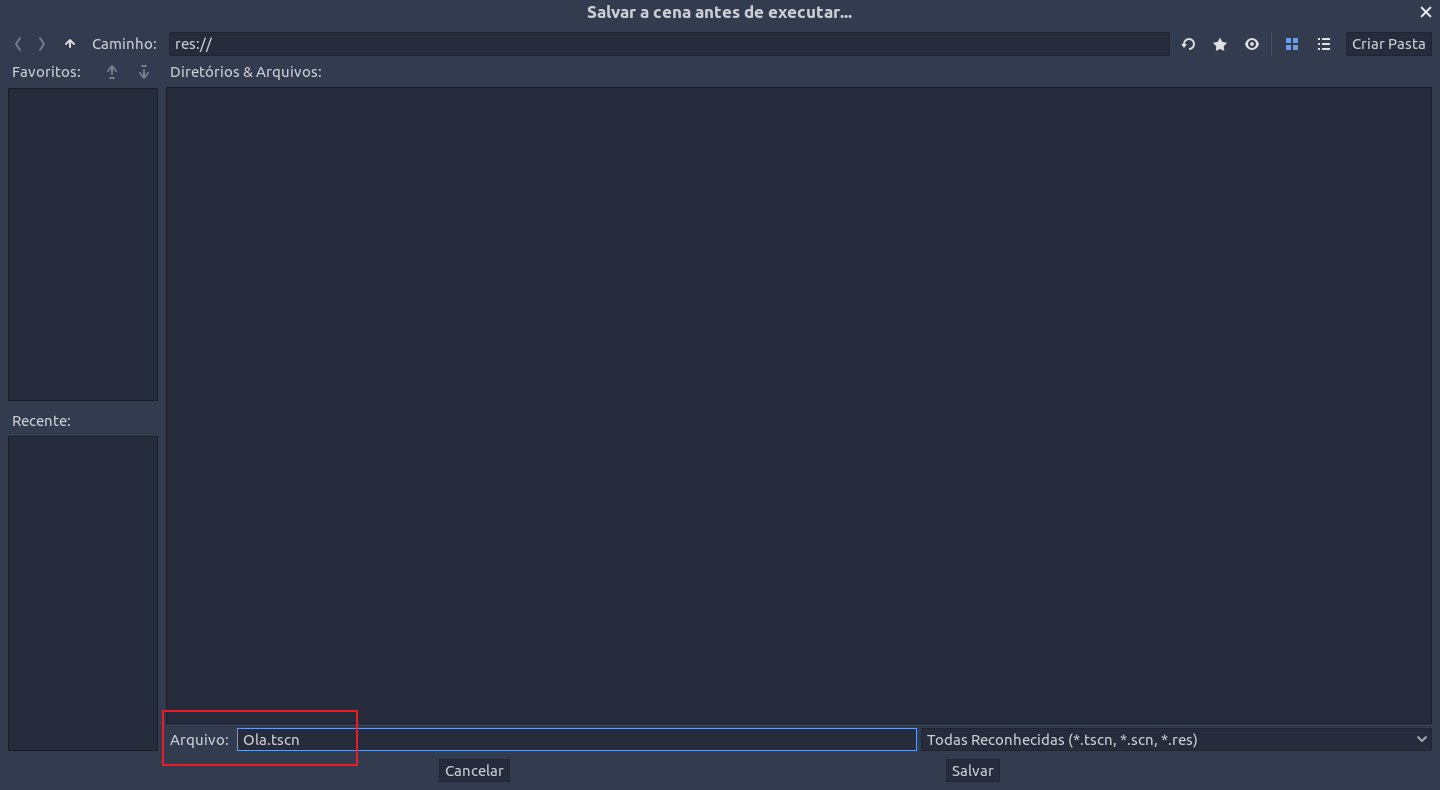 Salvar a cena antes de executar...
Caminho: res:// Criar Pasta
Favoritos: Diretórios & Arquivos:
Recente:
Arquivo: Ola.tscn Todas Reconhecidas (*.tscn, *.scn, *.res)
Cancelar Salvar